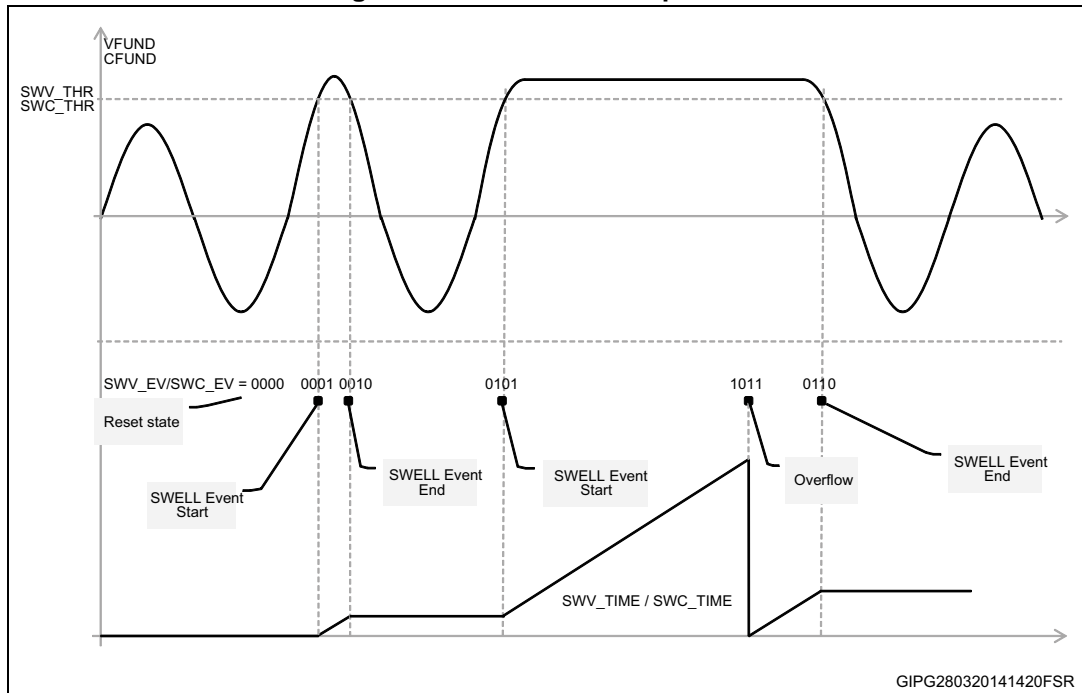 VFUND
CFUND
SWV_THR
SWC_THR
SWV_EV/SWC_EV = 0000 0001 0010 0101 1011 0110
Reset state
SWELL Event
Start
SWELL Event
End
SWELL Event
Start
Overflow
SWELL Event
End
SWV_TIME / SWC_TIME
GIPG280320141420FSR